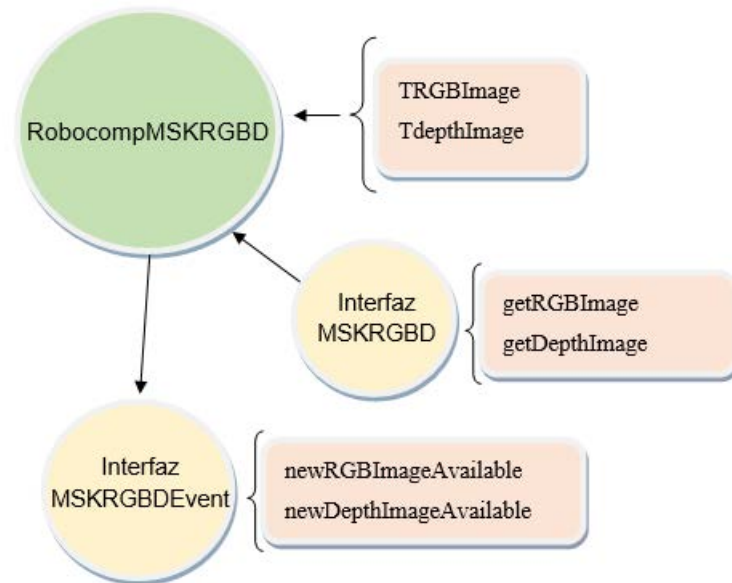 RobocompMSKRGBD
TRGBImage
TdepthImage
Interfaz
MSKRGBD
getRGBImage
getDepthImage
Interfaz
MSKRGBDEvent
newRGBImageAvailable
newDepthImageAvailable